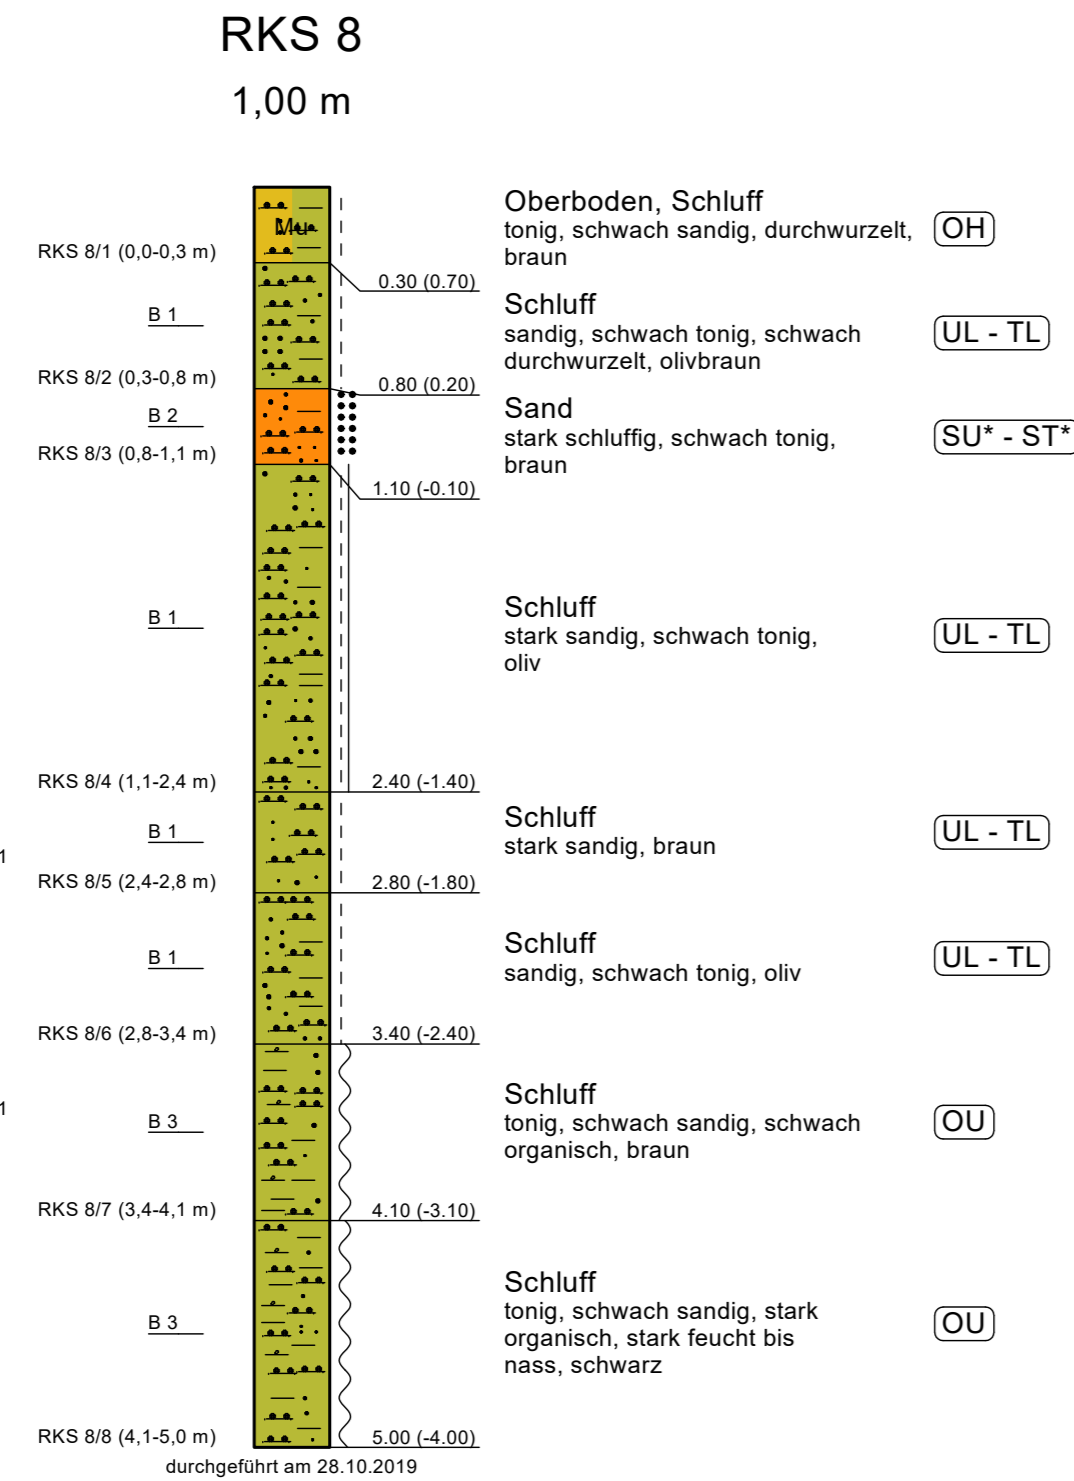 RKS 8
1,00 m
Oberboden, Schluff
tonig, schwach sandig, durchwurzelt,
braun
OH
Mu
RKS 8/1 (0,0-0,3 m)
0.30 (0.70)
Schluff
sandig, schwach tonig, schwach
durchwurzelt, olivbraun
UL - TL
B 1
RKS 8/2 (0,3-0,8 m)
0.80 (0.20)
Sand
stark schluffig, schwach tonig,
braun
SU* - ST*
B 2
RKS 8/3 (0,8-1,1 m)
1.10 (-0.10)
Schluff
stark sandig, schwach tonig,
oliv
UL - TL
B 1
RKS 8/4 (1,1-2,4 m)
2.40 (-1.40)
Schluff
stark sandig, braun
UL - TL
B 1
1
RKS 8/5 (2,4-2,8 m)
2.80 (-1.80)
Schluff
sandig, schwach tonig, oliv
UL - TL
B 1
RKS 8/6 (2,8-3,4 m)
3.40 (-2.40)
Schluff
tonig, schwach sandig, schwach
organisch, braun
OU
1
B 3
RKS 8/7 (3,4-4,1 m)
4.10 (-3.10)
Schluff
tonig, schwach sandig, stark
organisch, stark feucht bis
nass, schwarz
OU
B 3
RKS 8/8 (4,1-5,0 m)
5.00 (-4.00)
durchgeführt am 28.10.2019